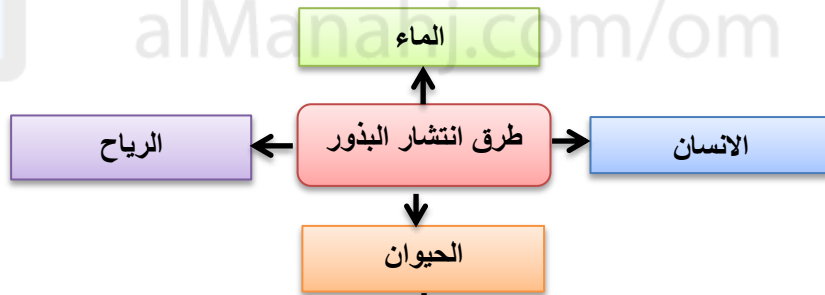 alManahj.com/om
الماء
طرق انتشار البذور
الانسان
الرياح
الحيوان